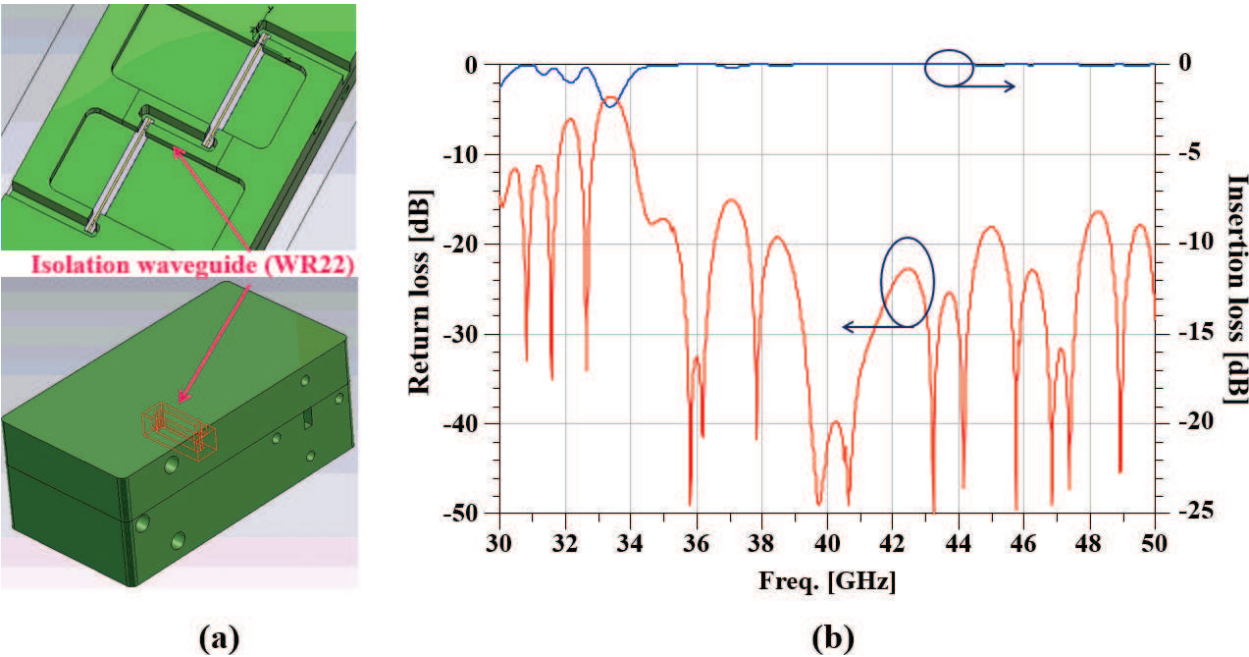 Isolation waveguide (WR22)
(a)
0
-10
-20
-30
-40
-50
Return loss [dB]
0
-5
-10
-15
-20
-25
Insertion loss
[dB]
30 32 34 36 38 40 42 44 46 48 50
Freq. [GHz]
(b)